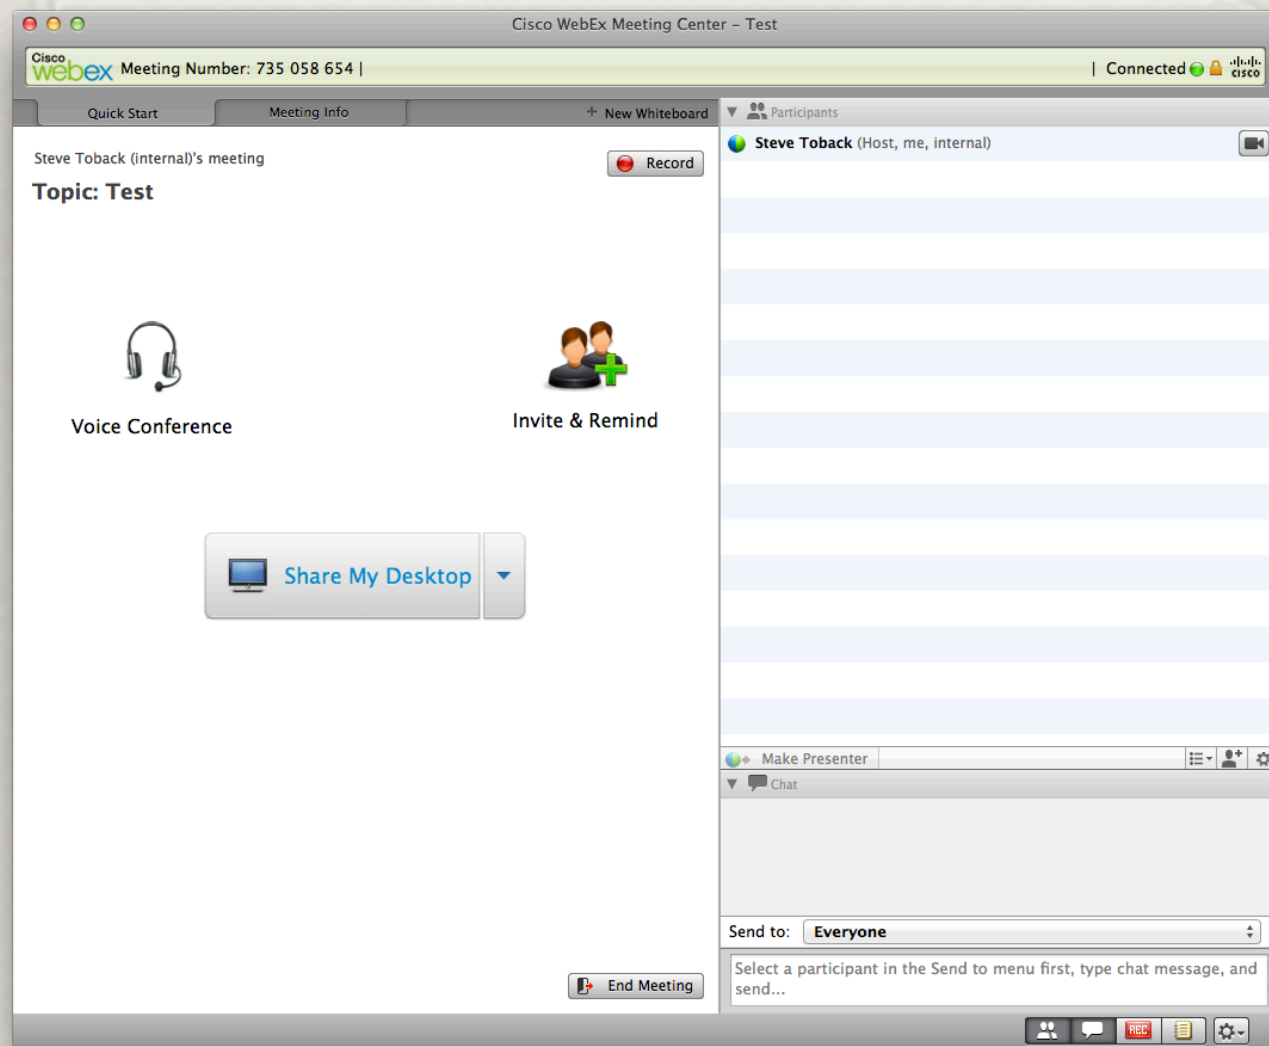 Cisco WebEx Meeting Center – Test
Cisco webex Meeting Number: 735 058 654 |
| Connected
CISCO
Quick Start
Meeting Info
+ New Whiteboard
Participants
Steve Toback (internal)'s meeting
Record
Topic: Test
Steve Toback (Host, me, internal)
Voice Conference
Invite & Remind
Share My Desktop
Make Presenter
Chat
Send to: Everyone
Select a participant in the Send to menu first, type chat message, and
send...
End Meeting
REC